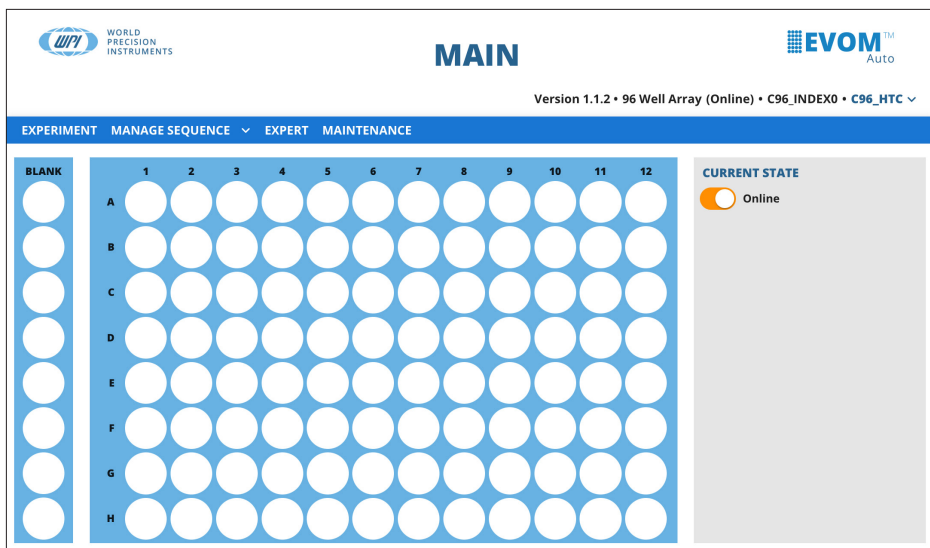 WPI
WORLD
PRECISION
INSTRUMENTS
MAIN
EVOM™
Auto
Version 1.1.2 • 96 Well Array (Online) • C96_INDEX0 • C96_HTC
EXPERIMENT MANAGE SEQUENCE EXPERT MAINTENANCE
BLANK 1 2 3 4 5 6 7 8 9 10 11 12
CURRENT STATE
Online
A
B
C
D
E
F
G
H